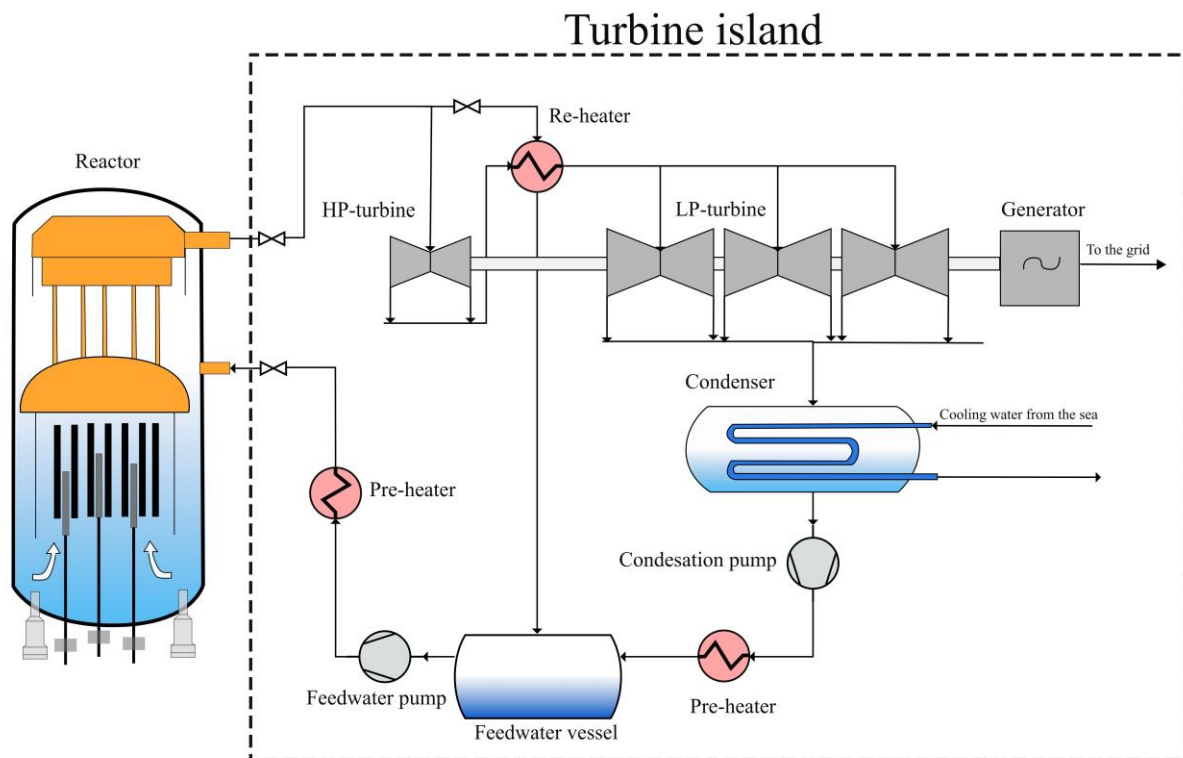 Turbine island
Re-heater
Reactor
HP-turbine
LP-turbine
Generator
To the grid
Condenser
Cooling water from the sea
Pre-heater
Condesation pump
Feedwater pump
Pre-heater
Feedwater vessel